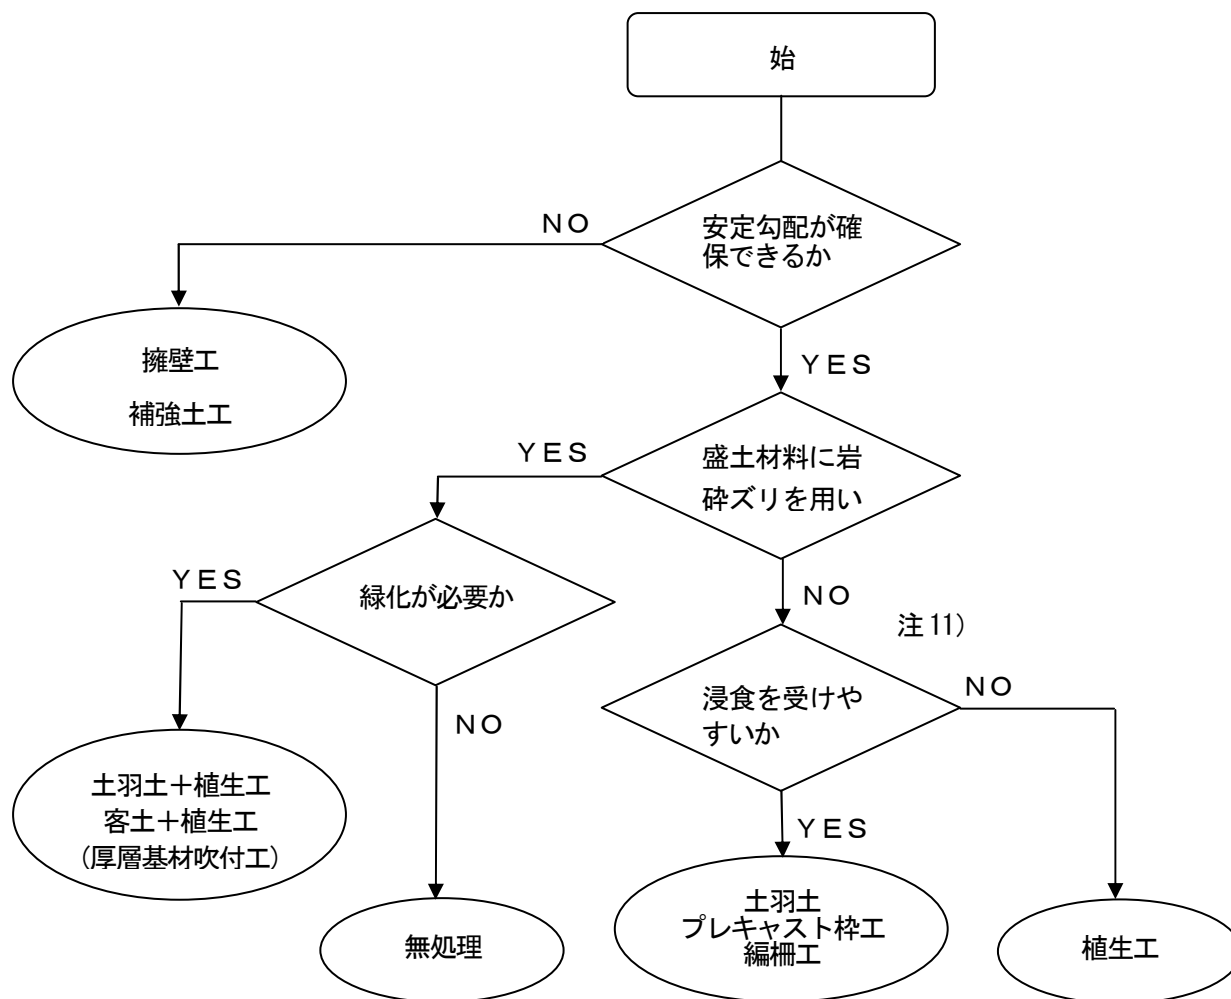 始
NO
安定勾配が確
保できるか
YES
擁壁工
補強土工
YES
盛土材料に岩
砕ズリを用い
NO
注11)
YES
緑化が必要か
NO
浸食を受けや
すいか
NO
YES
土羽土＋植生工
客土＋植生工
(厚層基材吹付工)
無処理
土羽土
プレキャスト枠工
編柵工
植生工